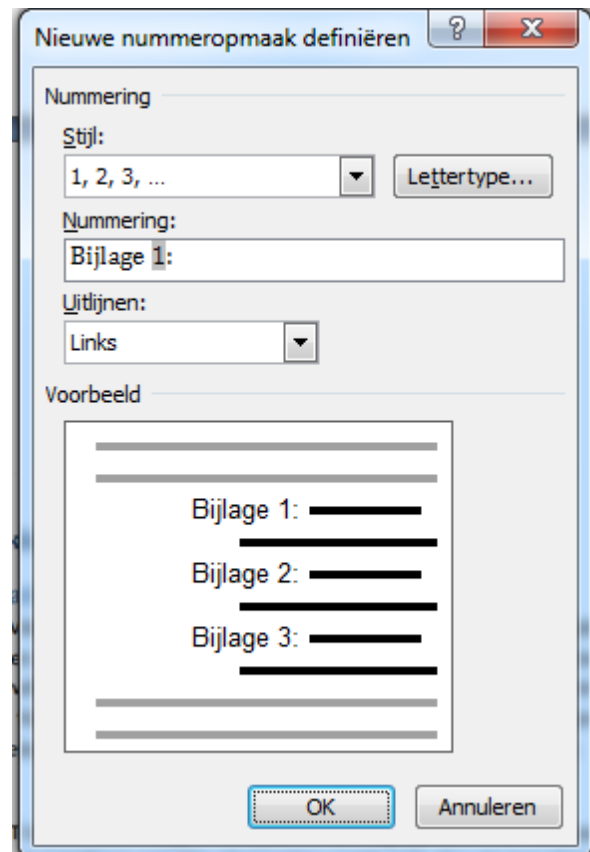 Nieuwe nummeropmaak definiëren
Nummering
Stijl:
1, 2, 3, ...
Lettertype...
Nummering:
Bijlage 1:
Uitlijnen:
Links
Voorbeeld
Bijlage 1:
Bijlage 2:
Bijlage 3:
OK Annuleren